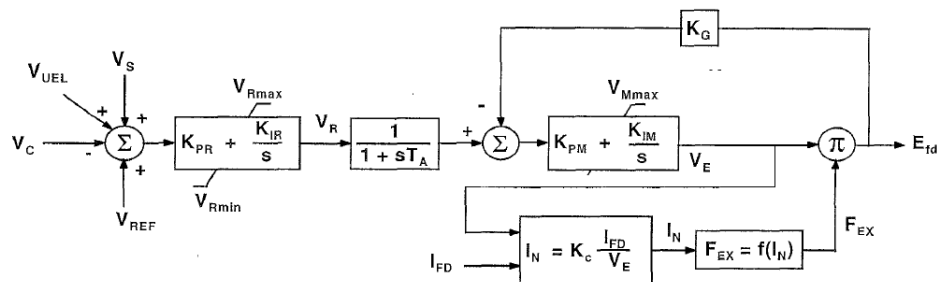 K_G
V_S
V_UEL
V_Rmax
V_Mmax
+
+
-
V_C
-
Σ
K_PR + K_IR / s
V_R
1 / 1 + sT_A
+
Σ
K_PM + K_IM / s
V_E
π
E_fd
+
V_Rmin
V_REF
I_FD
I_N = K_c I_FD / V_E
I_N
F_EX = f(I_N)
F_EX